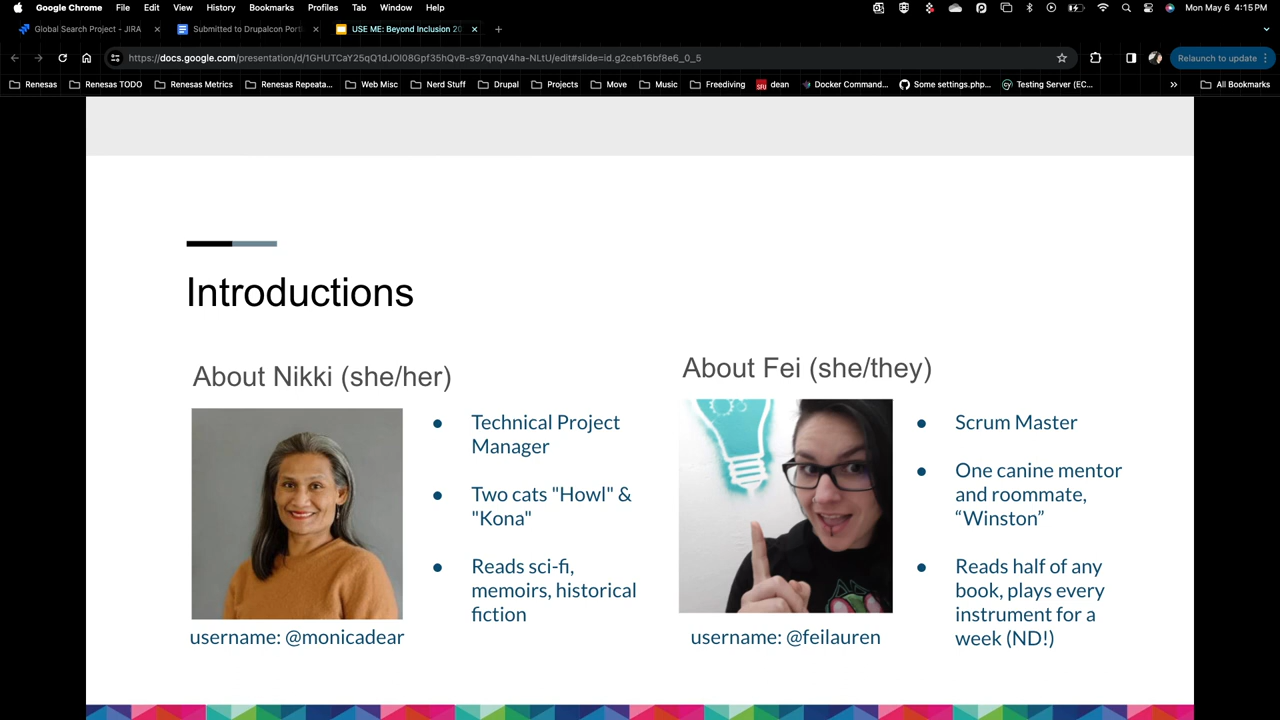 Google Chrome File Edit View History Bookmarks Profiles Tab Window Help Mon May 6 4:15 PM
Global Search Project - JIRA
Submitted to Drupalcon Portl
USE ME: Beyond Inclusion 20
https://docs.google.com/presentation/d/1GHUTCaY25qQ1dJOl08Gpf35hQvB-s97qnqV4ha-NLtU/edit#slide=id.g2ceb16bf8e6_0_5
Relaunch to update
Renesas Renesas TODO Renesas Metrics Renesas Repeata... Web Misc Nerd Stuff Drupal Projects Move Music Freediving dean Docker Command... Some settings.php... Testing Server (EC... » All Bookmarks
Introductions
About Nikki (she/her)
● Technical Project
Manager
● Two cats "Howl" &
"Kona"
● Reads sci-fi,
memoirs, historical
fiction
username: @monicadear
About Fei (she/they)
● Scrum Master
● One canine mentor
and roommate,
“Winston”
● Reads half of any
book, plays every
instrument for a
week (ND!)
username: @feilauren